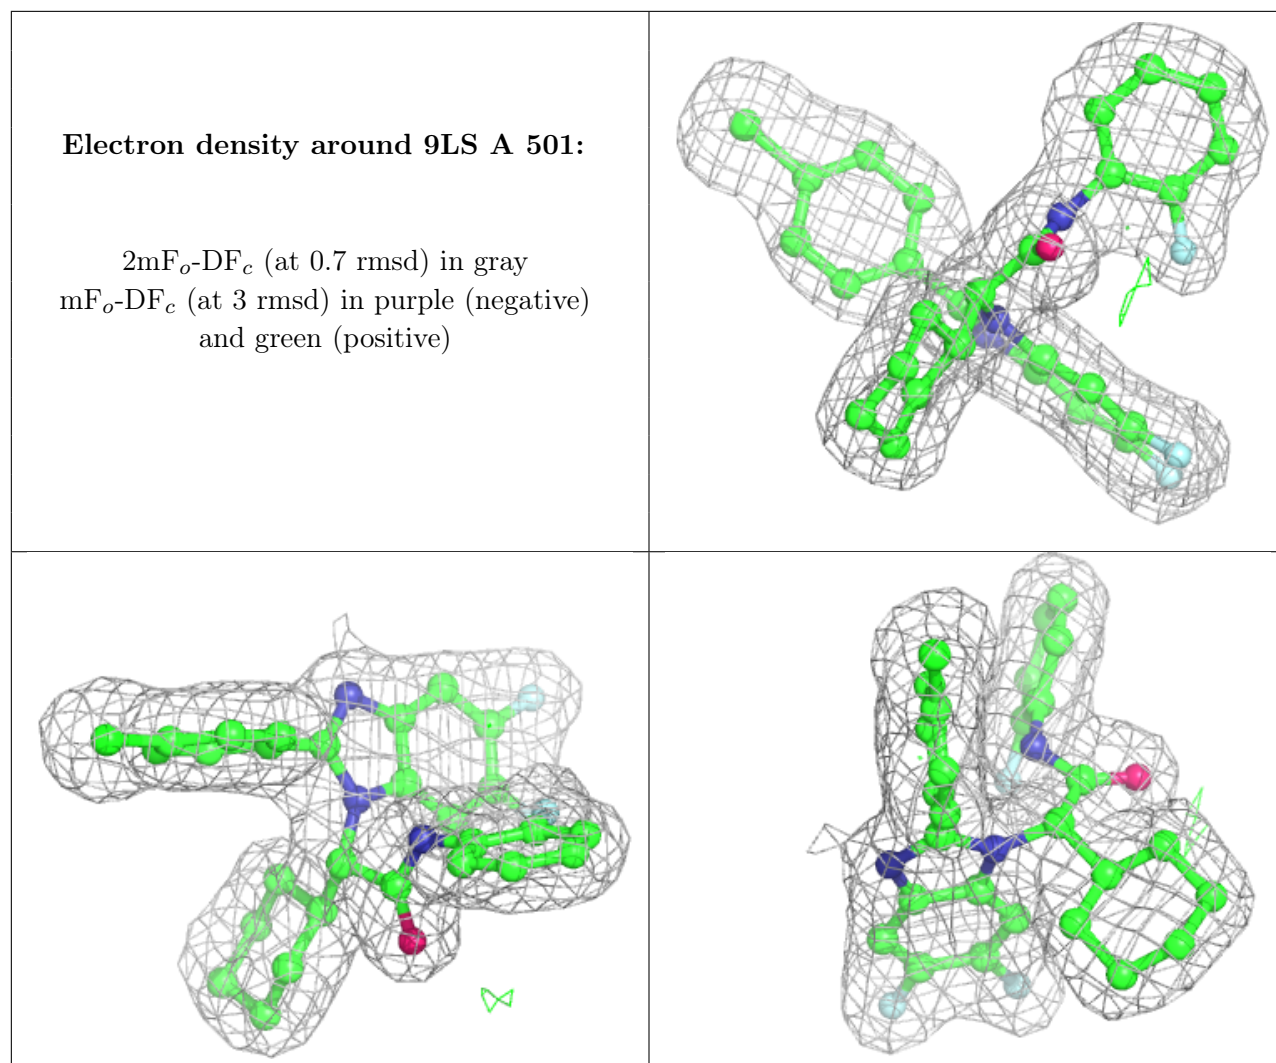 Electron density around 9LS A 501:
2mFo-DFc (at 0.7 rmsd) in gray
mFo-DFc (at 3 rmsd) in purple (negative)
and green (positive)